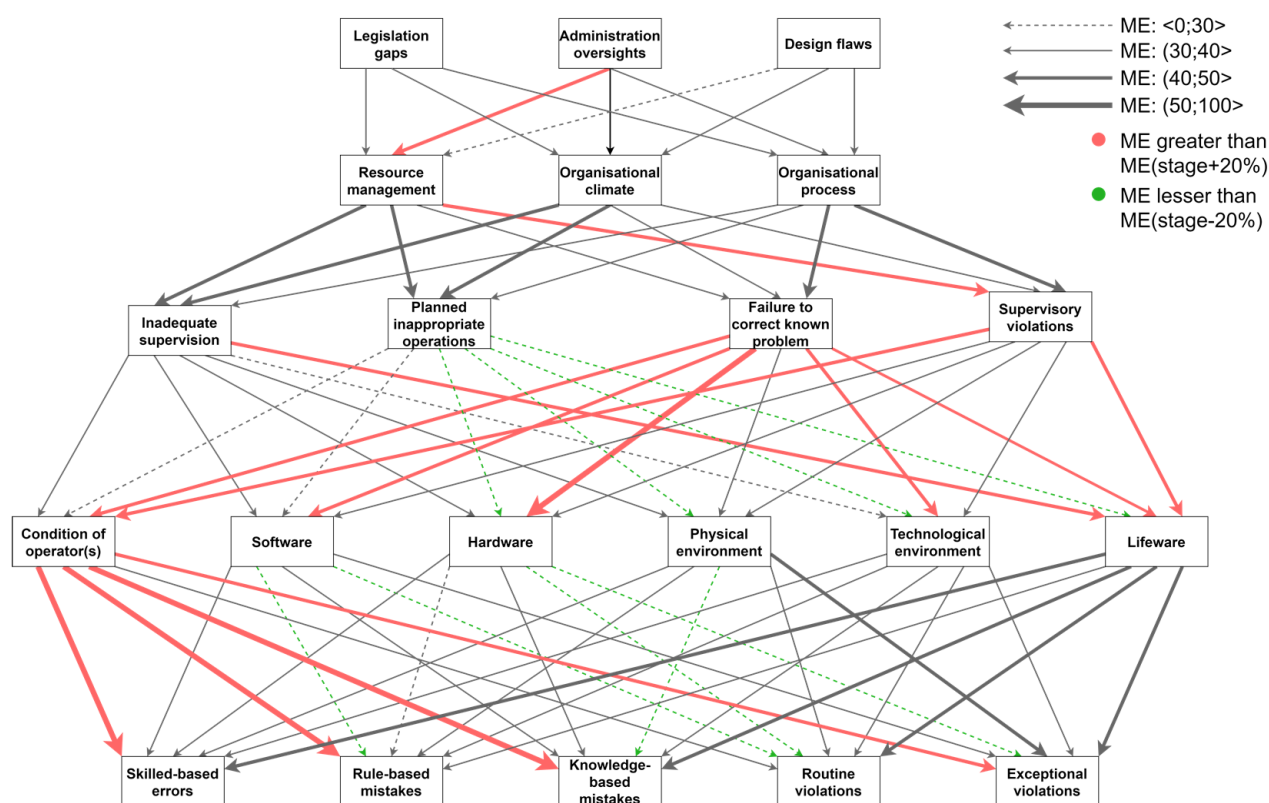 Legislation
gaps
Administration
oversights
Design flaws
ME: <0;30>
ME: (30;40>
ME: (40;50>
ME: (50;100>
ME greater than
ME(stage+20%)
ME lesser than
ME(stage-20%)
Resource
management
Organisational
climate
Organisational
process
Inadequate
supervision
Planned
inappropriate
operations
Failure to
correct known
problem
Supervisory
violations
Condition of
operator(s)
Software
Hardware
Physical
environment
Technological
environment
Lifeware
Skilled-based
errors
Rule-based
mistakes
Knowledge-
based
mistakes
Routine
violations
Exceptional
violations